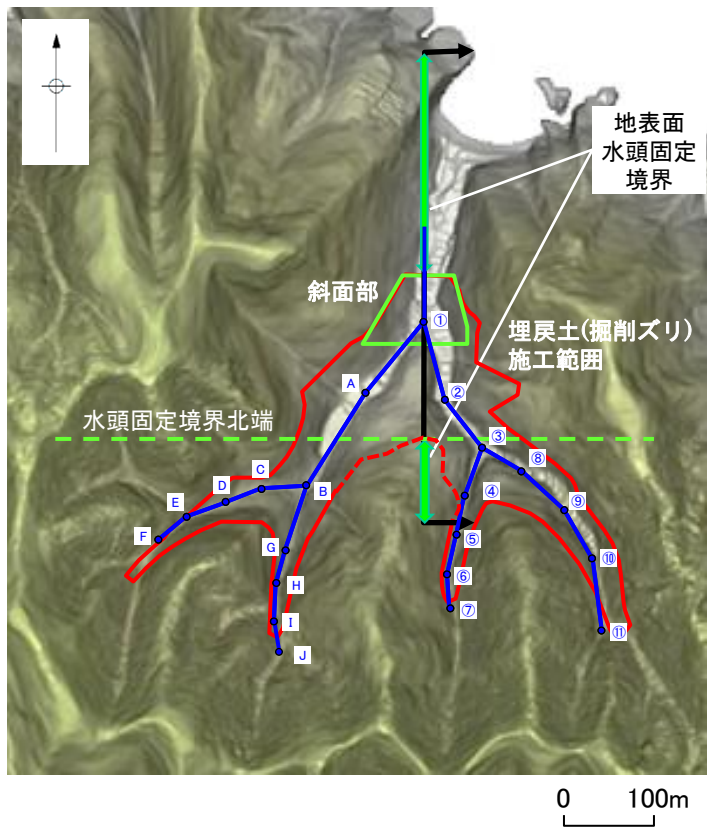 地表面
水頭固定
境界
斜面部
①
埋戻土(掘削ズリ)
施工範囲
A
②
水頭固定境界北端
③
B
C
D
E
F
④
⑧
⑨
G
⑤
⑩
H
⑥
I
⑦
⑪
J
0 100m